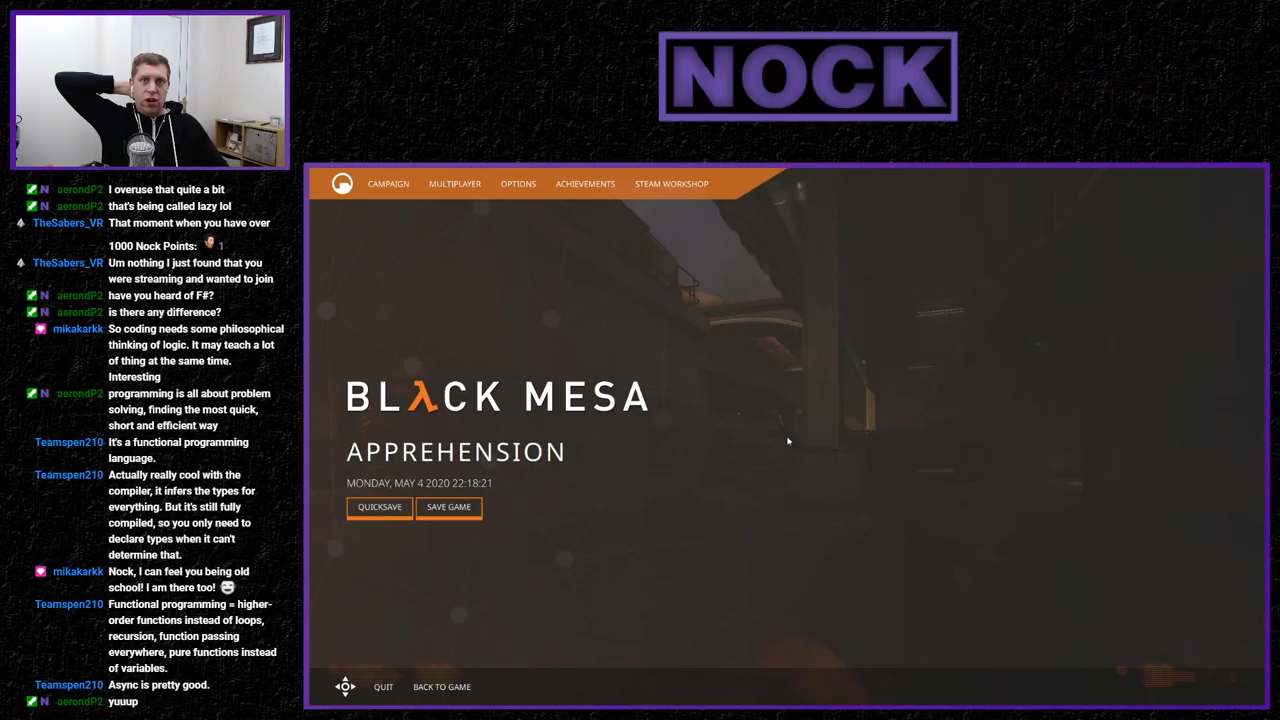 NOCK
aerondP2 I overuse that quite a bit
aerondP2 that's being called lazy lol
TheSabers_VR That moment when you have over
1000 Nock Points: 1
TheSabers_VR Um nothing I just found that you
were streaming and wanted to join
aerondP2 have you heard of F#?
aerondP2 is there any difference?
mikakarkk So coding needs some philosophical
thinking of logic. It may teach a lot
of thing at the same time.
Interesting
aerondP2 programming is all about problem
solving, finding the most quick,
short and efficient way
Teamspen210 It's a functional programming
language.
Teamspen210 Actually really cool with the
compiler, it infers the types for
everything. But it's still fully
compiled, so you only need to
declare types when it can't
determine that.
mikakarkk Nock, I can feel you being old
school! I am there too!
Teamspen210 Functional programming = higher-
order functions instead of loops,
recursion, function passing
everywhere, pure functions instead
of variables.
Teamspen210 Async is pretty good.
aerondP2 yuuup
CAMPAIGN MULTIPLAYER OPTIONS ACHIEVEMENTS STEAM WORKSHOP
BLλCK MESA
APPREHENSION
MONDAY, MAY 4 2020 22:18:21
QUICKSAVE SAVE GAME
QUIT BACK TO GAME